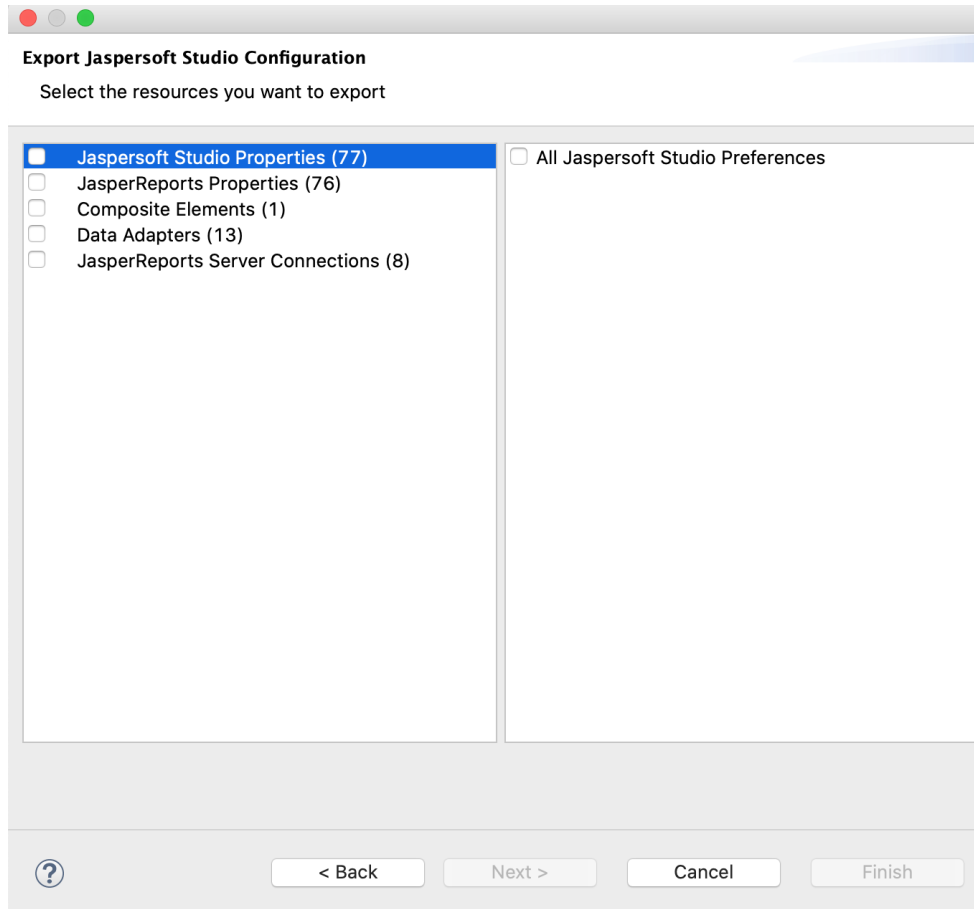 Export Jaspersoft Studio Configuration
Select the resources you want to export
Jaspersoft Studio Properties (77)
JasperReports Properties (76)
Composite Elements (1)
Data Adapters (13)
JasperReports Server Connections (8)
All Jaspersoft Studio Preferences
?
< Back
Next >
Cancel
Finish